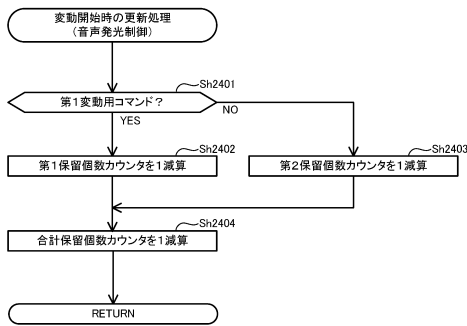 変動開始時の更新処理
（音声発光制御）
Sh2401
第１変動用コマンド？
NO
YES
Sh2402
Sh2403
第１保留個数カウンタを１減算
第２保留個数カウンタを１減算
Sh2404
合計保留個数カウンタを１減算
RETURN